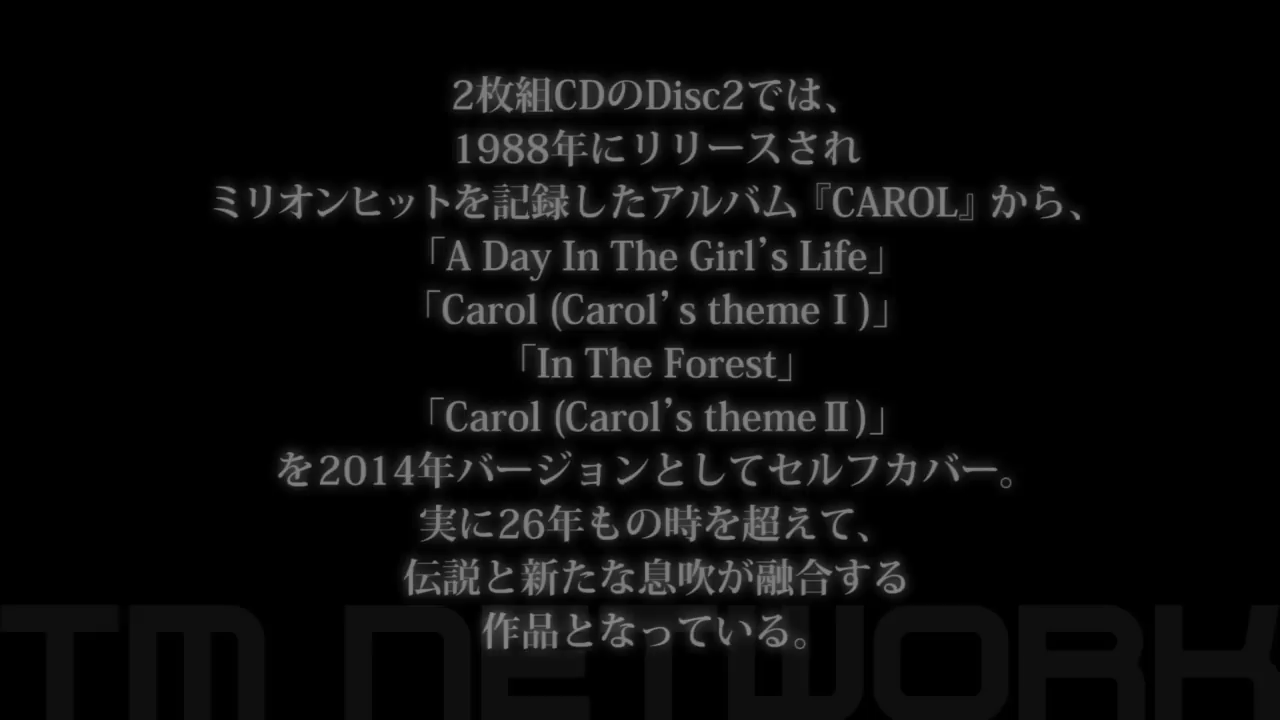 2枚組CDのDisc2では、
1988年にリリースされ
ミリオンヒットを記録したアルバム『CAROL』から、
「A Day In The Girl’s Life」
「Carol (Carol’s themeⅠ)」
「In The Forest」
「Carol (Carol’s themeⅡ)」
を2014年バージョンとしてセルフカバー。
実に26年もの時を超えて、
伝説と新たな息吹が融合する
作品となっている。
TM NETWORK